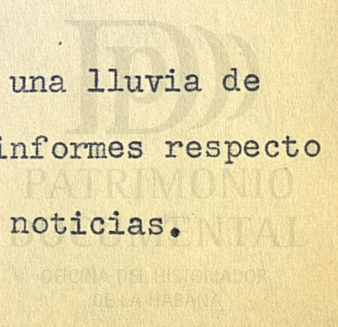 una lluvia de
informes respecto
PATRIMONIO
noticias.
DOCUMENTAL
OFICINA DEL HISTORIADOR
DE LA HABANA